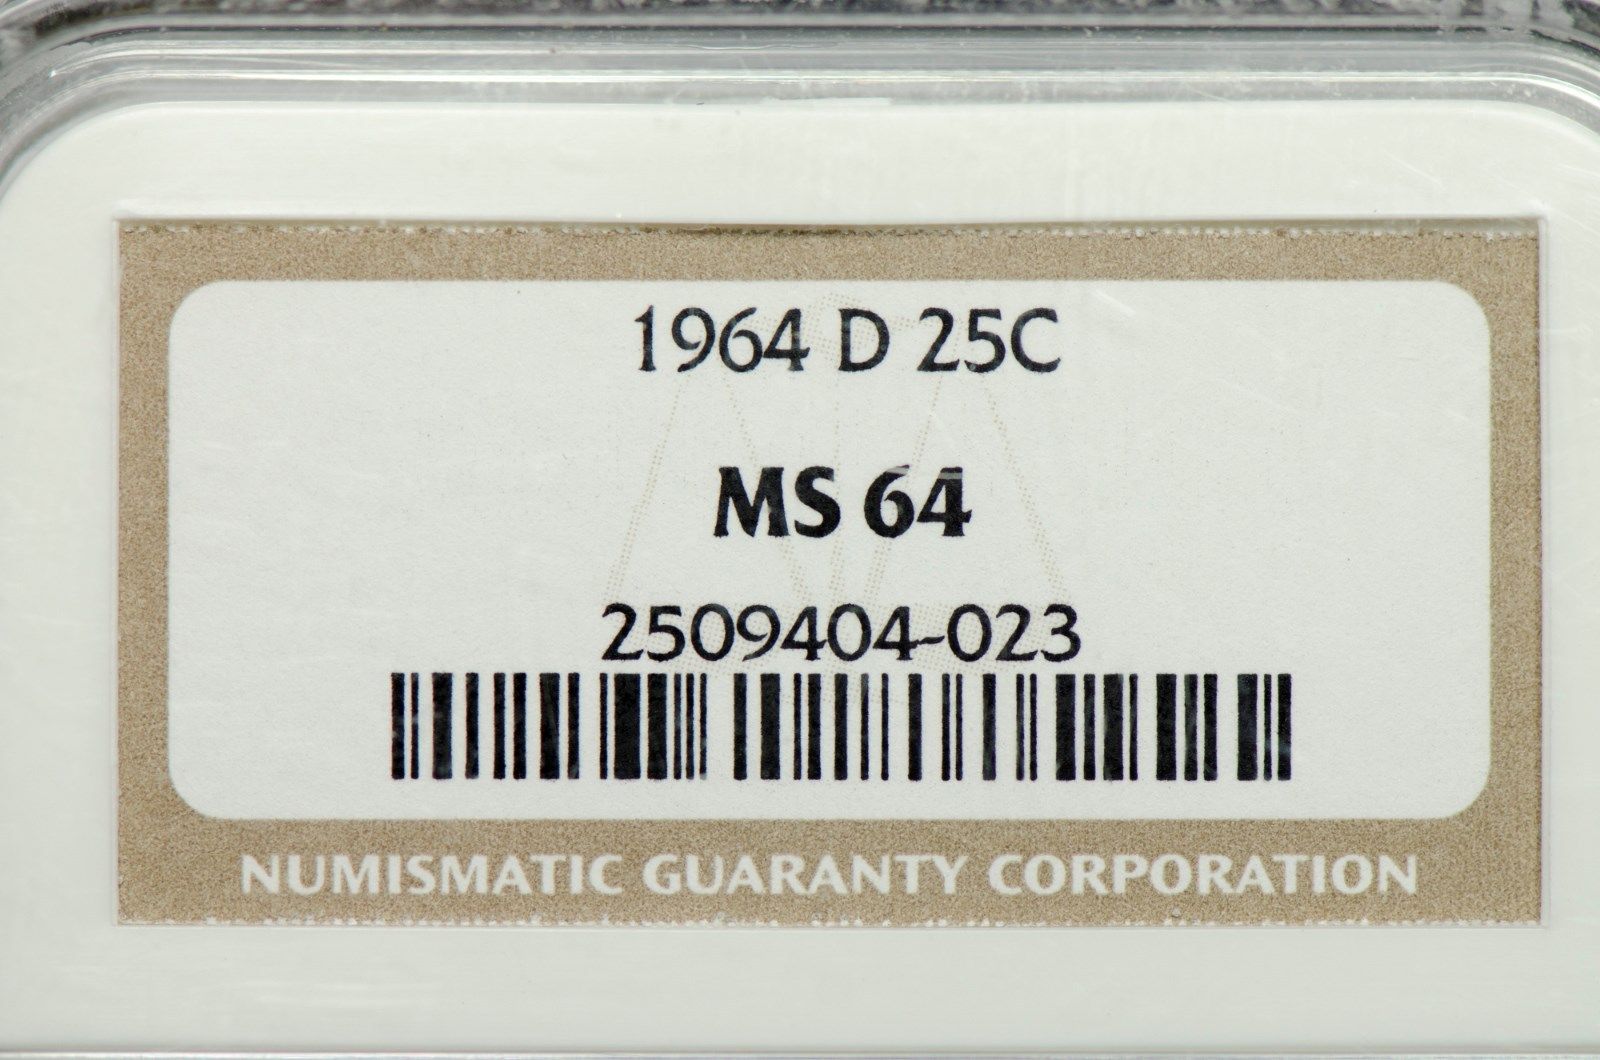 1964 D 25C
MS 64
2509404-023
NUMISMATIC GUARANTY CORPORATION